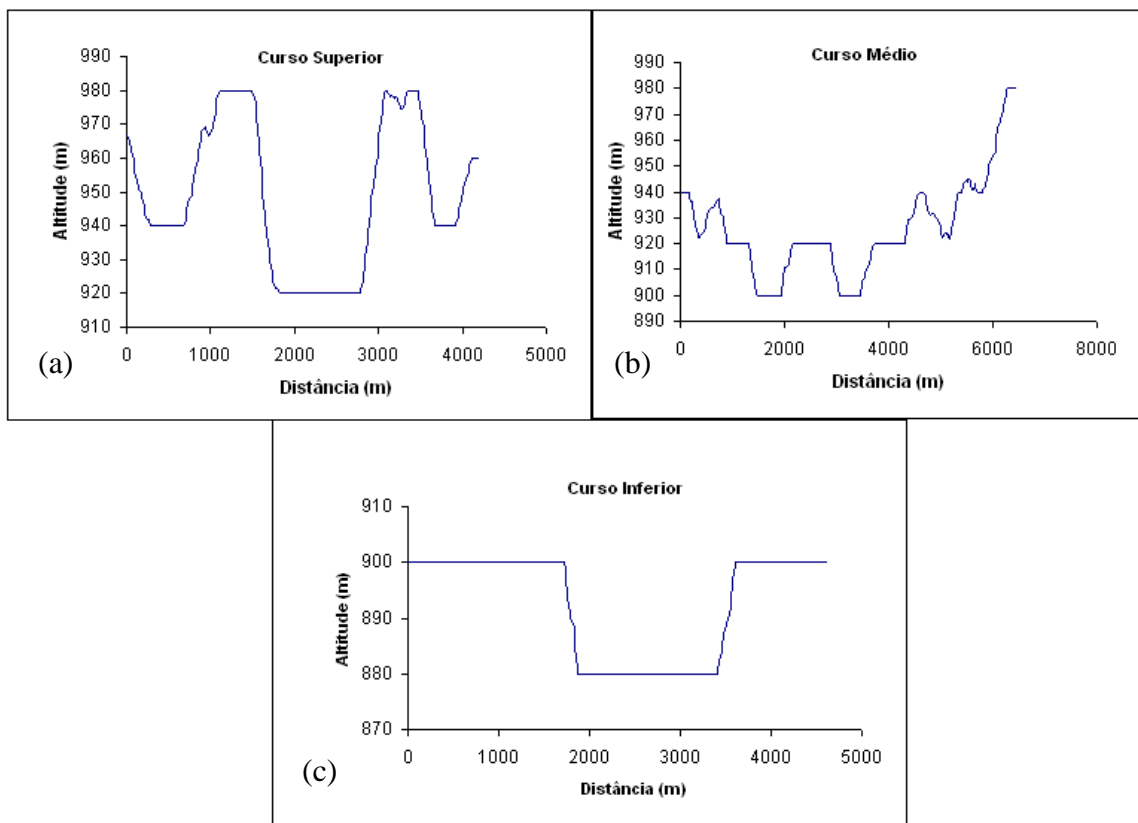 Curso Superior
990
980
970
960
950
940
930
920
910
Altitude (m)
0 1000 2000 3000 4000 5000
Distância (m)
(a)
Curso Médio
990
980
970
960
950
940
930
920
910
900
890
Altitude (m)
0 2000 4000 6000 8000
Distância (m)
(b)
Curso Inferior
910
900
890
880
870
Altitude (m)
0 1000 2000 3000 4000 5000
Distância (m)
(c)